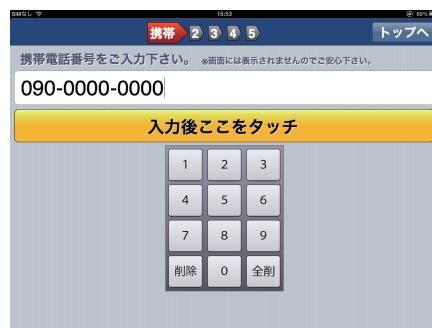 SIMなし 15:53 60%
携帯 2 3 4 5 トップへ
携帯電話番号をご入力下さい。 ※画面には表示されませんのでご安心下さい。
090-0000-0000
入力後ここをタッチ
1 2 3
4 5 6
7 8 9
削除 0 全削